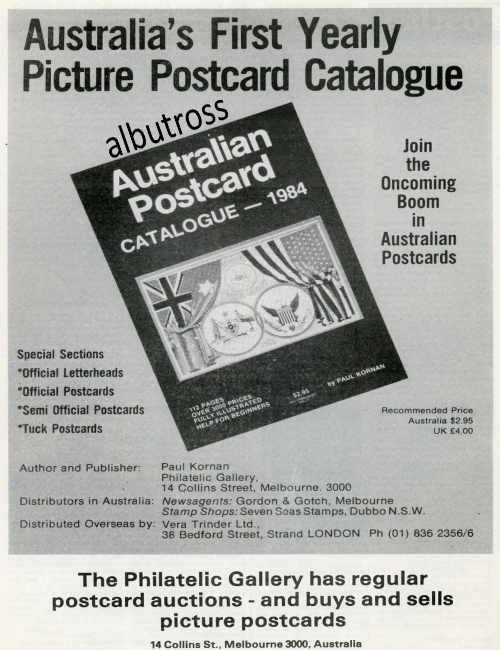 Australia's First Yearly
Picture Postcard Catalogue
albutross
Australian
Postcard
CATALOGUE — 1984
112 PAGES
OVER 3000 PRICES
FULLY ILLUSTRATED
HELP FOR BEGINNERS
$2.95
by PAUL KORNAN
Join
the
Oncoming
Boom
in
Australian
Postcards
Special Sections
*Official Letterheads
*Official Postcards
*Semi Official Postcards
*Tuck Postcards
Recommended Price
Australia $2.95
UK £4.00
Author and Publisher: Paul Kornan
Philatelic Gallery,
14 Collins Street, Melbourne. 3000
Distributors in Australia: Newsagents: Gordon & Gotch, Melbourne
Stamp Shops: Seven Seas Stamps, Dubbo N.S.W.
Distributed Overseas by: Vera Trinder Ltd.,
38 Bedford Street, Strand LONDON Ph (01) 836 2356/6
The Philatelic Gallery has regular
postcard auctions - and buys and sells
picture postcards
14 Collins St., Melbourne 3000, Australia